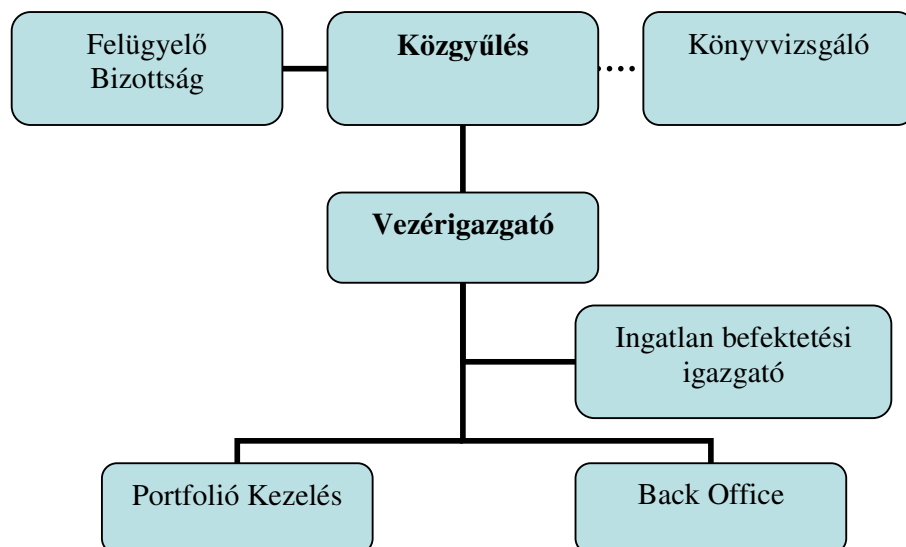 Felügyelő
Bizottság
Közgyűlés
Könyvvizsgáló
Vezérigazgató
Ingatlan befektetési
igazgató
Portfolió Kezelés
Back Office